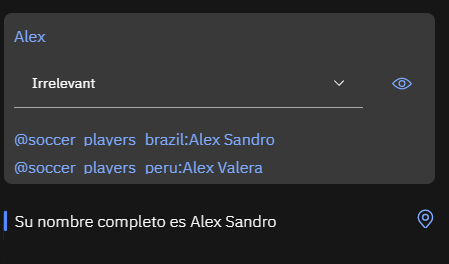 Alex
Irrelevant
@soccer_players_brazil:Alex Sandro
@soccer_players_peru:Alex Valera
Su nombre completo es Alex Sandro